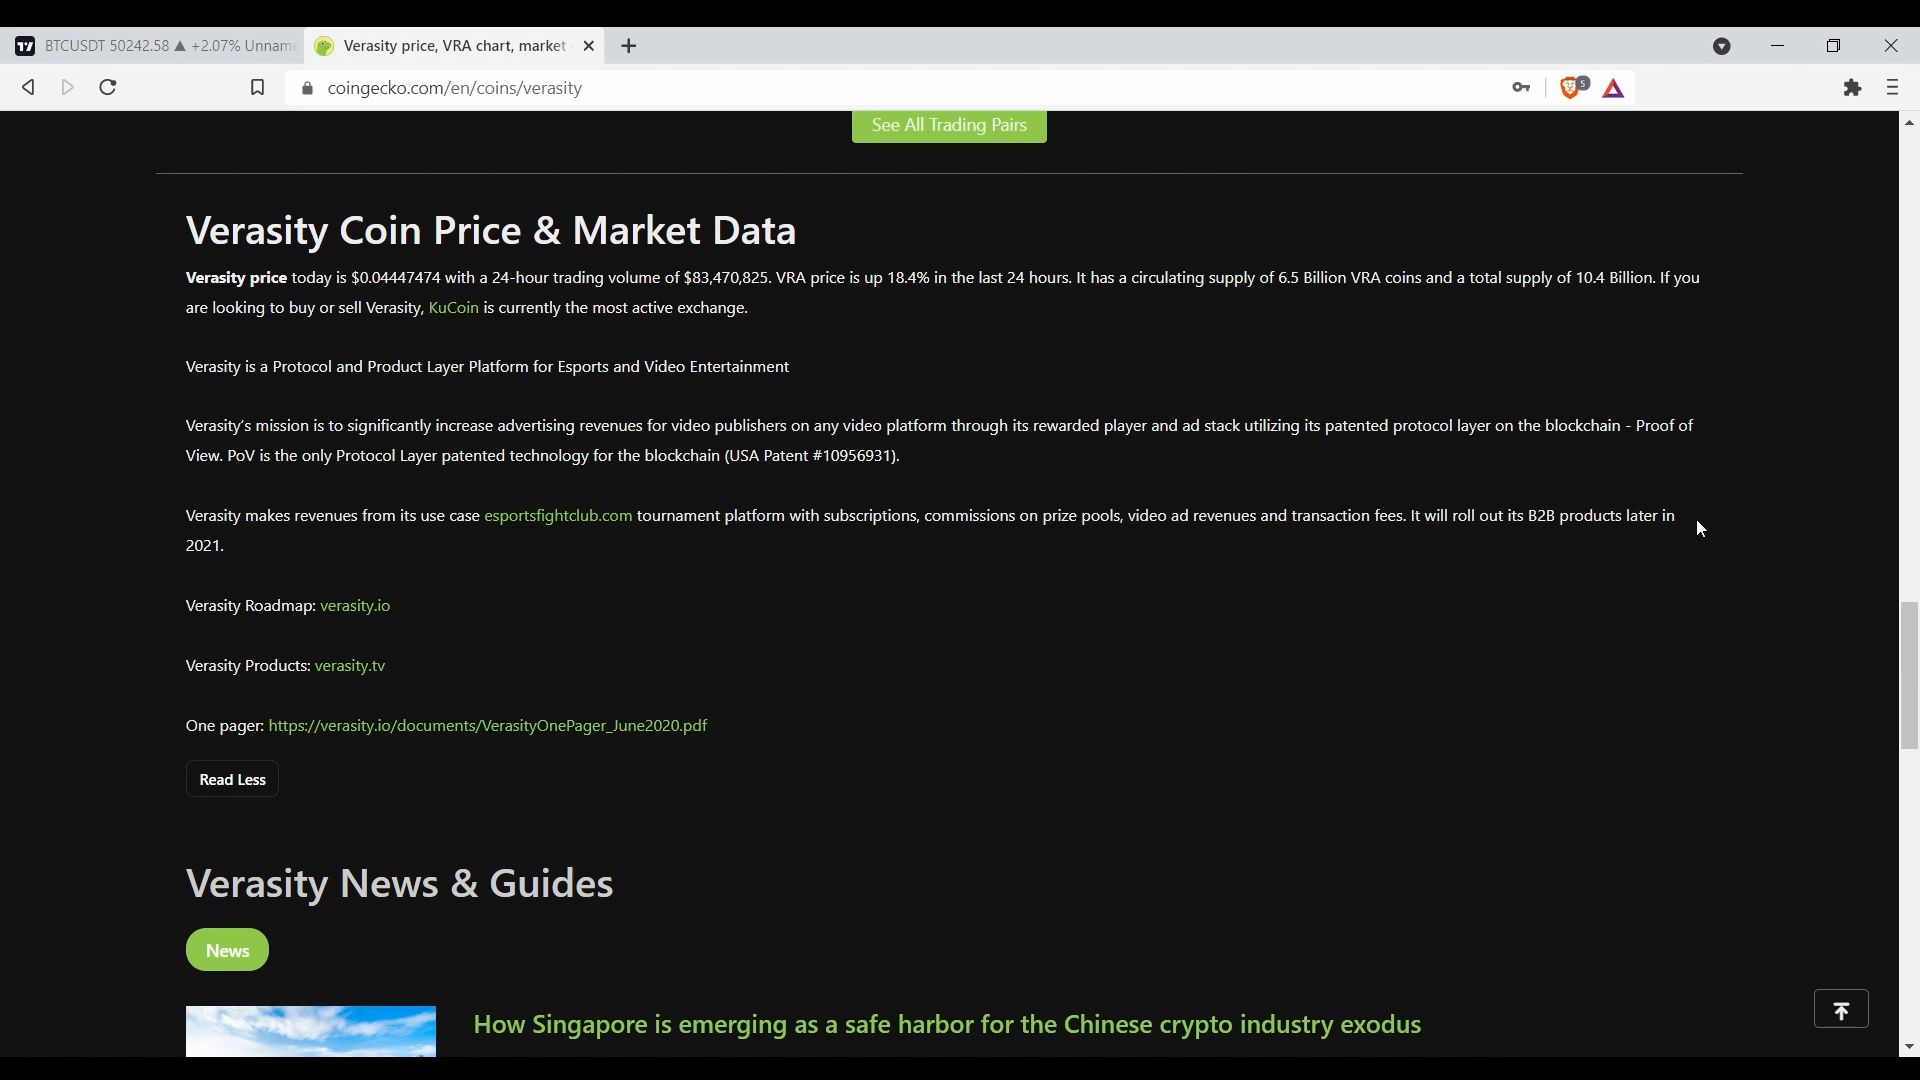 BTCUSDT 50242.58 ▲ +2.07% Unname
Verasity price, VRA chart, market
coingecko.com/en/coins/verasity
5
See All Trading Pairs
Verasity Coin Price & Market Data
Verasity price today is $0.04447474 with a 24-hour trading volume of $83,470,825. VRA price is up 18.4% in the last 24 hours. It has a circulating supply of 6.5 Billion VRA coins and a total supply of 10.4 Billion. If you
are looking to buy or sell Verasity, KuCoin is currently the most active exchange.
Verasity is a Protocol and Product Layer Platform for Esports and Video Entertainment
Verasity's mission is to significantly increase advertising revenues for video publishers on any video platform through its rewarded player and ad stack utilizing its patented protocol layer on the blockchain - Proof of
View. PoV is the only Protocol Layer patented technology for the blockchain (USA Patent #10956931).
Verasity makes revenues from its use case esportsfightclub.com tournament platform with subscriptions, commissions on prize pools, video ad revenues and transaction fees. It will roll out its B2B products later in
2021.
Verasity Roadmap: verasity.io
Verasity Products: verasity.tv
One pager: https://verasity.io/documents/VerasityOnePager_June2020.pdf
Read Less
Verasity News & Guides
News
How Singapore is emerging as a safe harbor for the Chinese crypto industry exodus